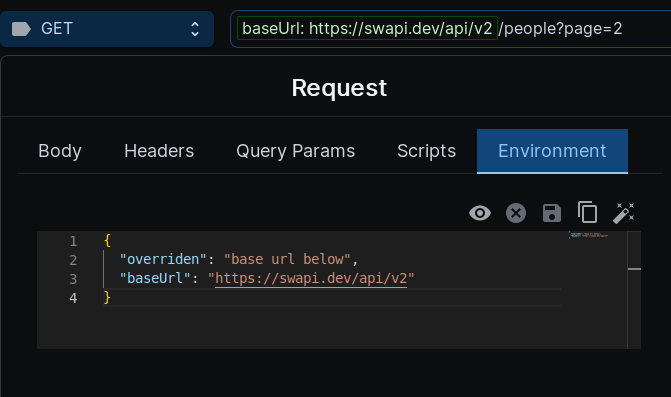 GET baseUrl: https://swapi.dev/api/v2 /people?page=2
Request
Body Headers Query Params Scripts Environment
1 {
2 "overriden": "base url below",
3 "baseUrl": "https://swapi.dev/api/v2"
4 }